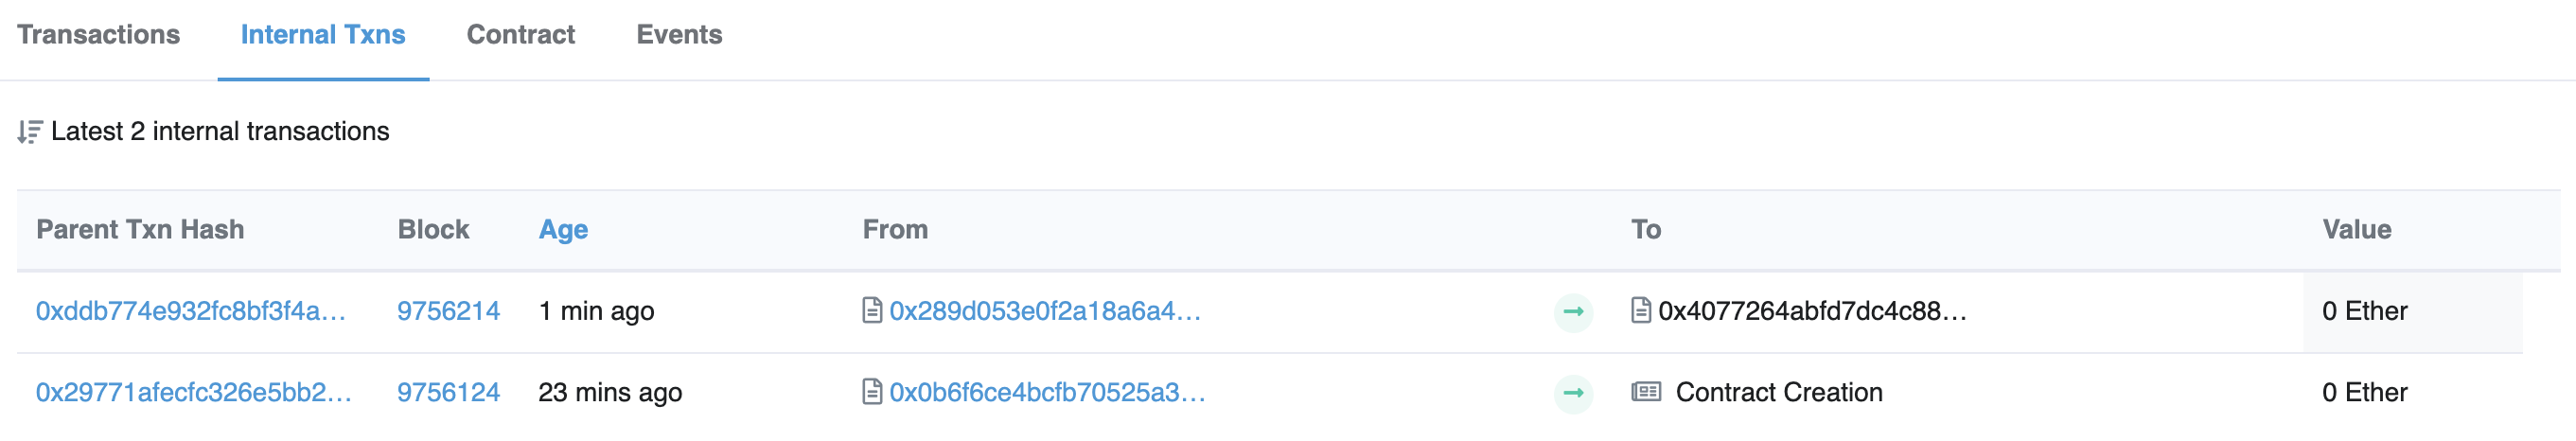 Transactions Internal Txns Contract Events
Latest 2 internal transactions
Parent Txn Hash Block Age From To Value
0xddb774e932fc8bf3f4a... 9756214 1 min ago 0x289d053e0f2a18a6a4... 0x4077264abfd7dc4c88... 0 Ether
0x29771afecfc326e5bb2... 9756124 23 mins ago 0x0b6f6ce4bcfb70525a3... Contract Creation 0 Ether